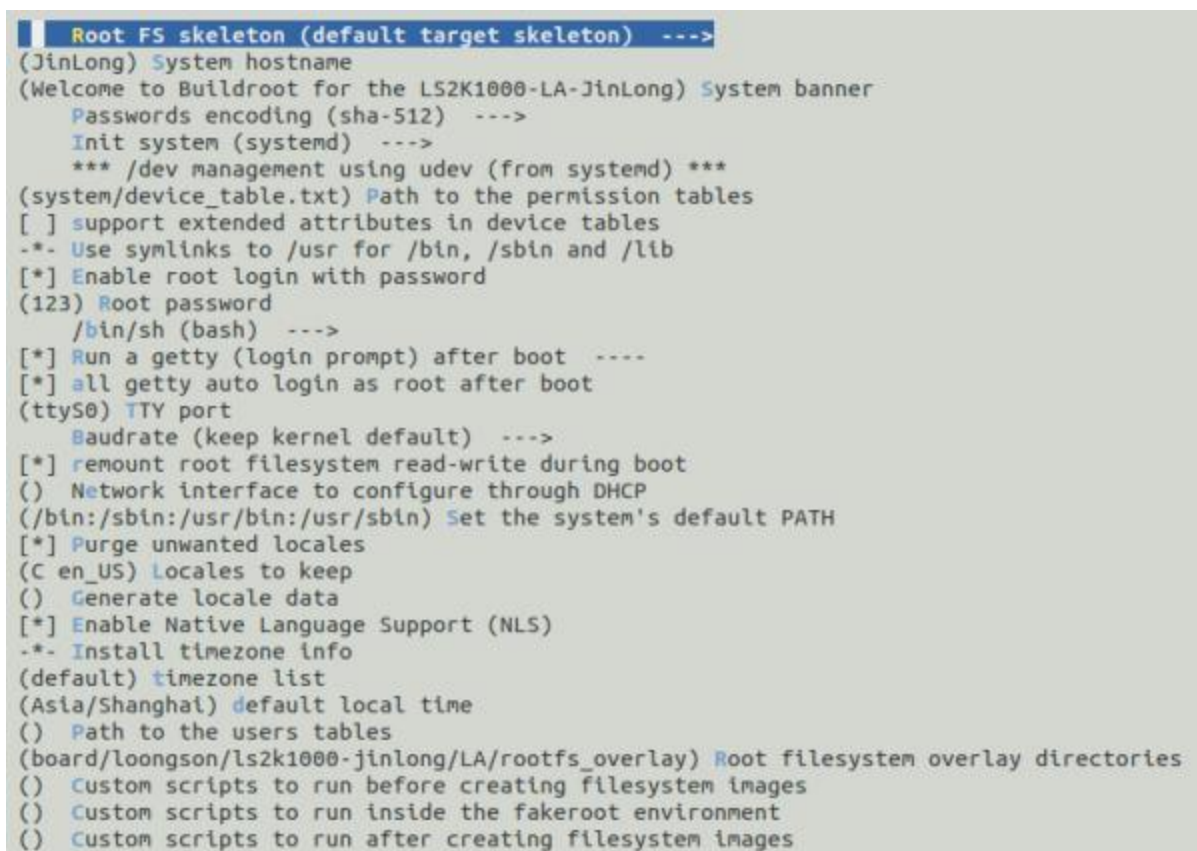 Root FS skeleton (default target skeleton)  --->
(JinLong) System hostname
(Welcome to Buildroot for the LS2K1000-LA-JinLong) System banner
    Passwords encoding (sha-512)  --->
    Init system (systemd)  --->
    *** /dev management using udev (from systemd) ***
(system/device_table.txt) Path to the permission tables
[ ] support extended attributes in device tables
-*- Use symlinks to /usr for /bin, /sbin and /lib
[*] Enable root login with password
(123) Root password
    /bin/sh (bash)  --->
[*] Run a getty (login prompt) after boot  ----
[*] all getty auto login as root after boot
(ttyS0) TTY port
    Baudrate (keep kernel default)  --->
[*] remount root filesystem read-write during boot
()  Network interface to configure through DHCP
(/bin:/sbin:/usr/bin:/usr/sbin) Set the system's default PATH
[*] Purge unwanted locales
(C en_US) Locales to keep
()  Generate locale data
[*] Enable Native Language Support (NLS)
-*- Install timezone info
(default) timezone list
(Asia/Shanghai) default local time
()  Path to the users tables
(board/loongson/ls2k1000-jinlong/LA/rootfs_overlay) Root filesystem overlay directories
()  Custom scripts to run before creating filesystem images
()  Custom scripts to run inside the fakeroot environment
()  Custom scripts to run after creating filesystem images